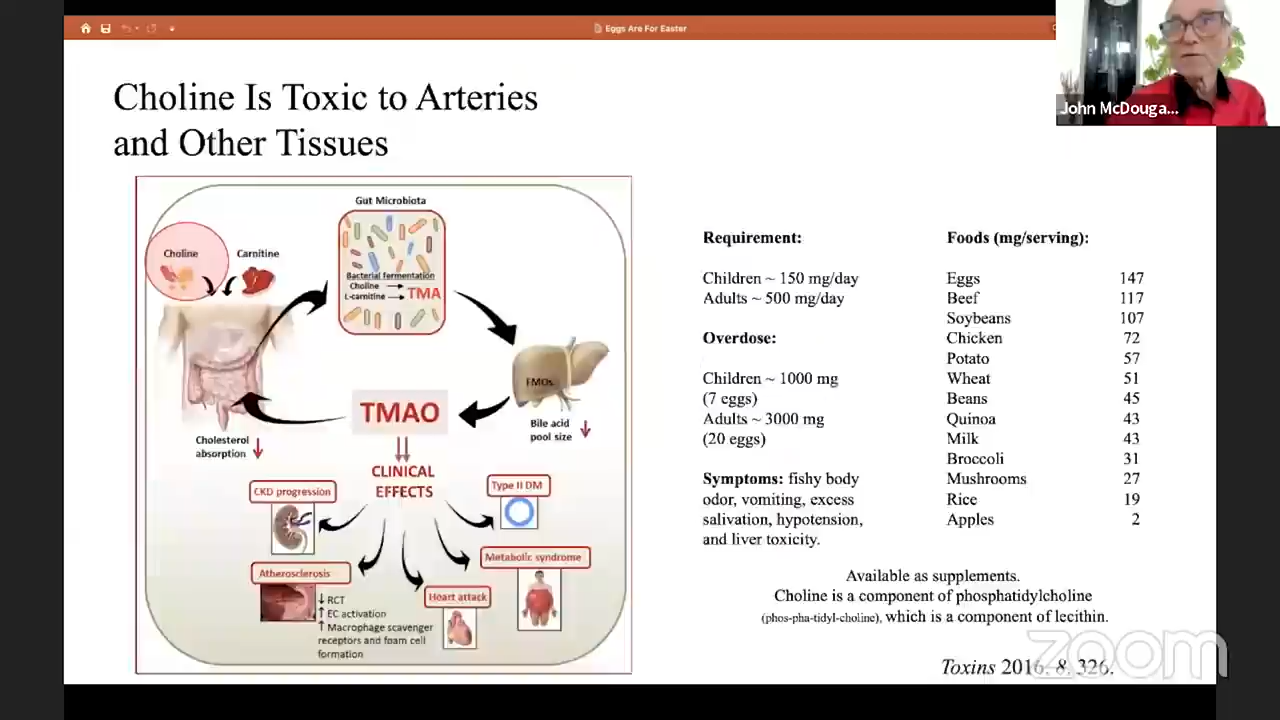 Eggs Are For Easter
John McDouga...
Choline Is Toxic to Arteries
and Other Tissues
Gut Microbiota
Choline
Carnitine
Bacterial fermentation
Choline
L-carnitine
TMA
FMOs
TMAO
Bile acid
pool size
Cholesterol
absorption
CLINICAL
EFFECTS
CKD progression
Type II DM
Atherosclerosis
Metabolic syndrome
Heart attack
↓ RCT
↑ EC activation
↑ Macrophage scavenger
receptors and foam cell
formation
Requirement:
Children ~ 150 mg/day
Adults ~ 500 mg/day
Overdose:
Children ~ 1000 mg
(7 eggs)
Adults ~ 3000 mg
(20 eggs)
Symptoms: fishy body
odor, vomiting, excess
salivation, hypotension,
and liver toxicity.
Foods (mg/serving):
Eggs 147
Beef 117
Soybeans 107
Chicken 72
Potato 57
Wheat 51
Beans 45
Quinoa 43
Milk 43
Broccoli 31
Mushrooms 27
Rice 19
Apples 2
Available as supplements.
Choline is a component of phosphatidylcholine
(phos-pha-tidyl-choline), which is a component of lecithin.
Toxins 2016, 8, 326.
zoom